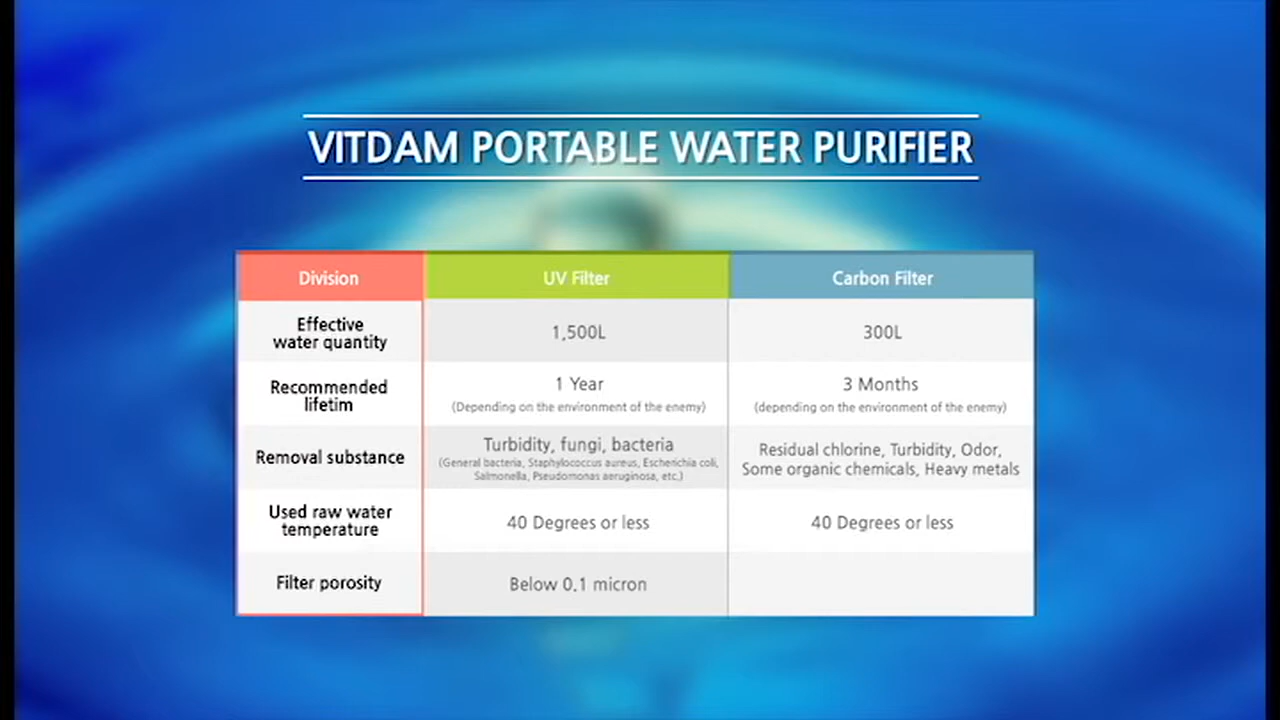 VITDAM PORTABLE WATER PURIFIER
Division
UV Filter
Carbon Filter
Effective
water quantity
1,500L
300L
Recommended
lifetim
1 Year
(Depending on the environment of the enemy)
3 Months
(depending on the environment of the enemy)
Removal substance
Turbidity, fungi, bacteria
(General bacteria, Staphylococcus aureus, Escherichia coli,
Salmonella, Pseudomonas aeruginosa, etc.)
Residual chlorine, Turbidity, Odor,
Some organic chemicals, Heavy metals
Used raw water
temperature
40 Degrees or less
40 Degrees or less
Filter porosity
Below 0.1 micron